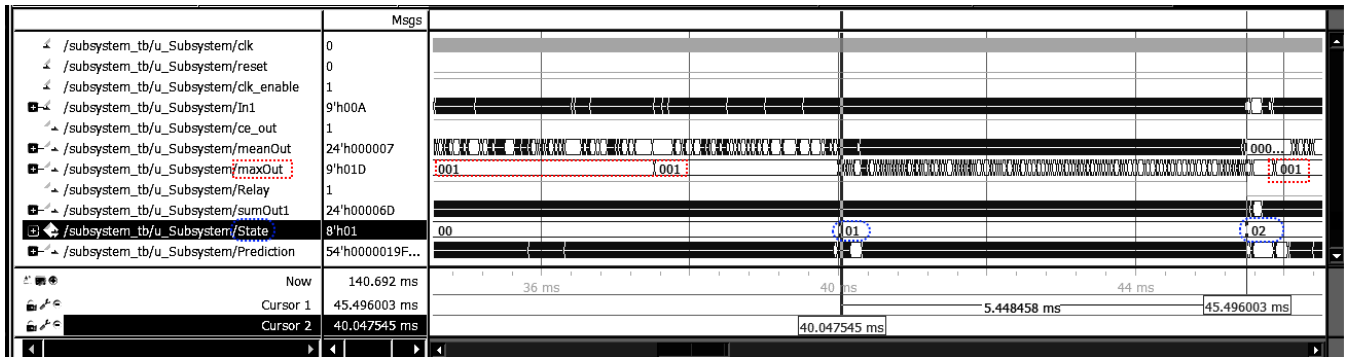 Msgs
/subsystem_tb/u_Subsystem/clk 0
/subsystem_tb/u_Subsystem/reset 0
/subsystem_tb/u_Subsystem/clk_enable 1
/subsystem_tb/u_Subsystem/In1 9'h00A
/subsystem_tb/u_Subsystem/ce_out 1
/subsystem_tb/u_Subsystem/meanOut 24'h000007 000...
/subsystem_tb/u_Subsystem/maxOut 9'h01D 001 001 001
/subsystem_tb/u_Subsystem/Relay 1
/subsystem_tb/u_Subsystem/sumOut1 24'h00006D
/subsystem_tb/u_Subsystem/State 8'h01 00 01 02
/subsystem_tb/u_Subsystem/Prediction 54'h0000019F...
Now 140.692 ms 36 ms 40 ms 44 ms
Cursor 1 45.496003 ms 5.448458 ms 45.496003 ms
Cursor 2 40.047545 ms 40.047545 ms